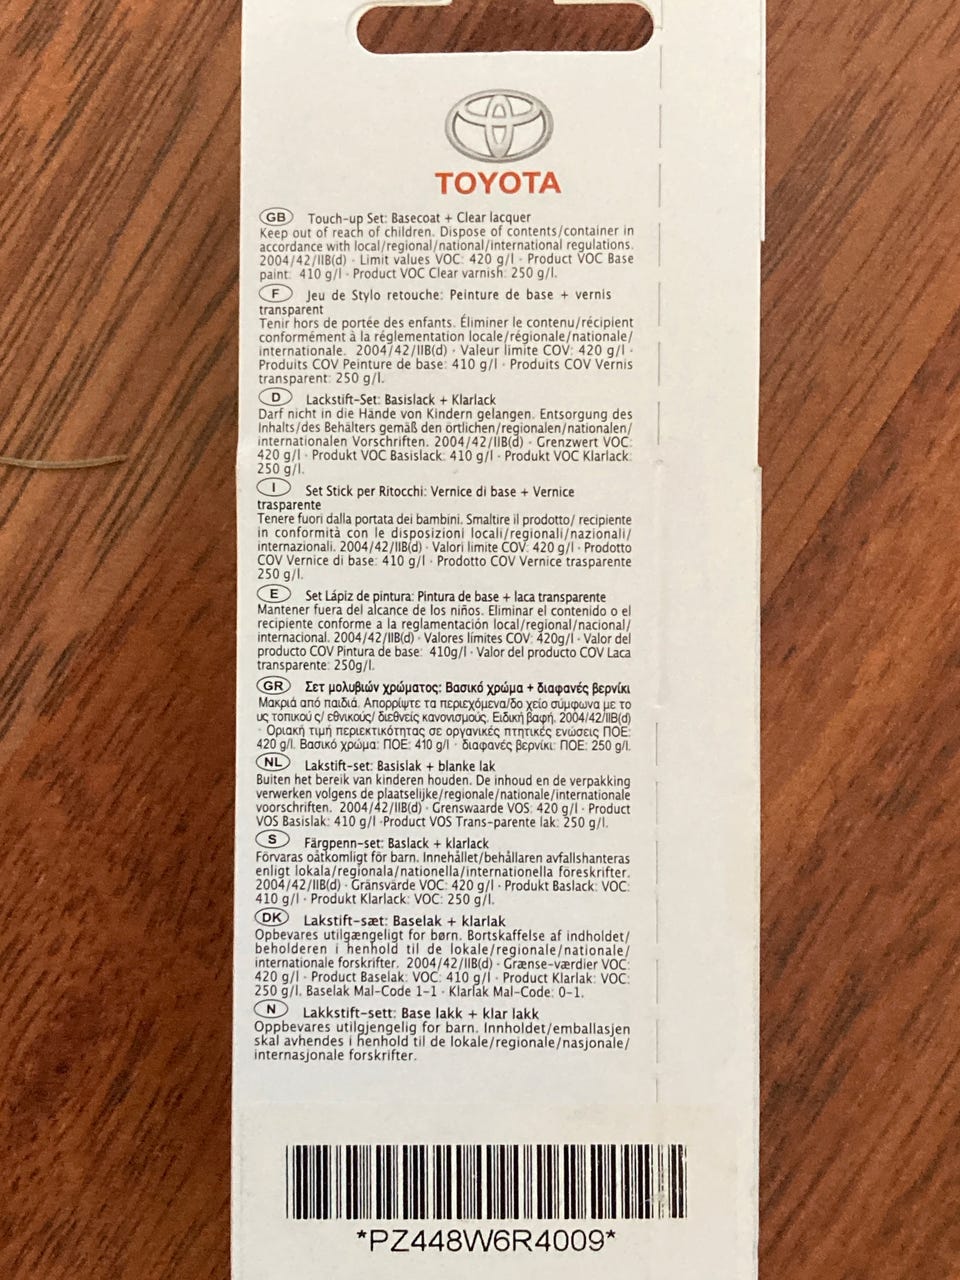 TOYOTA
GB Touch-up Set: Basecoat + Clear lacquer
Keep out of reach of children. Dispose of contents/container in
accordance with local/regional/national/international regulations.
2004/42/IIB(d) · Limit values VOC: 420 g/l · Product VOC Base
paint: 410 g/l · Product VOC Clear varnish: 250 g/l.
F Jeu de Stylo retouche: Peinture de base + vernis
transparent
Tenir hors de portée des enfants. Éliminer le contenu/récipient
conformément à la réglementation locale/régionale/nationale/
internationale. 2004/42/IIB(d) · Valeur limite COV: 420 g/l ·
Produits COV Peinture de base: 410 g/l · Produits COV Vernis
transparent: 250 g/l.
D Lackstift-Set: Basislack + Klarlack
Darf nicht in die Hände von Kindern gelangen. Entsorgung des
Inhalts/des Behälters gemäß den örtlichen/regionalen/nationalen/
internationalen Vorschriften. 2004/42/IIB(d) · Grenzwert VOC:
420 g/l · Produkt VOC Basislack: 410 g/l · Produkt VOC Klarlack:
250 g/l.
I Set Stick per Ritocchi: Vernice di base + Vernice
trasparente
Tenere fuori dalla portata dei bambini. Smaltire il prodotto/ recipiente
in conformità con le disposizioni locali/regionali/nazionali/
internazionali. 2004/42/IIB(d) · Valori limite COV: 420 g/l · Prodotto
COV Vernice di base: 410 g/l · Prodotto COV Vernice trasparente
250 g/l.
E Set Lápiz de pintura: Pintura de base + laca transparente
Mantener fuera del alcance de los niños. Eliminar el contenido o el
recipiente conforme a la reglamentación local/regional/nacional/
internacional. 2004/42/IIB(d) · Valores límites COV: 420g/l · Valor del
producto COV Pintura de base: 410g/l · Valor del producto COV Laca
transparente: 250g/l.
GR Σετ μολυβιών χρώματος: Βασικό χρώμα + διαφανές βερνίκι
Μακριά από παιδιά. Απορρίψτε τα περιεχόμενα/δο χείο σύμφωνα με το
υς τοπικού ς/ εθνικούς/ διεθνείς κανονισμούς. Ειδική βαφή. 2004/42/IIB(d)
· Οριακή τιμή περιεκτικότητας σε οργανικές πτητικές ενώσεις ΠΟΕ:
420 g/l. Βασικό χρώμα: ΠΟΕ: 410 g/l · διαφανές βερνίκι: ΠΟΕ: 250 g/l.
NL Lakstift-set: Basislak + blanke lak
Buiten het bereik van kinderen houden. De inhoud en de verpakking
verwerken volgens de plaatselijke/regionale/nationale/internationale
voorschriften. 2004/42/IIB(d) · Grenswaarde VOS: 420 g/l · Product
VOS Basislak: 410 g/l ·Product VOS Trans-parente lak: 250 g/l.
S Färgpenn-set: Baslack + klarlack
Förvaras oåtkomligt för barn. Innehållet/behållaren avfallshanteras
enligt lokala/regionala/nationella/internationella föreskrifter.
2004/42/IIB(d) · Gränsvärde VOC: 420 g/l · Produkt Baslack: VOC:
410 g/l · Produkt Klarlack: VOC: 250 g/l.
DK Lakstift-sæt: Baselak + klarlak
Opbevares utilgængeligt for børn. Bortskaffelse af indholdet/
beholderen i henhold til de lokale/regionale/nationale/
internationale forskrifter. 2004/42/IIB(d) · Grænse-værdier VOC:
420 g/l · Product Baselak: VOC: 410 g/l · Product Klarlak: VOC:
250 g/l. Baselak Mal-Code 1-1 · Klarlak Mal-Code: 0-1.
N Lakkstift-sett: Base lakk + klar lakk
Oppbevares utilgjengelig for barn. Innholdet/emballasjen
skal avhendes i henhold til de lokale/regionale/nasjonale/
internasjonale forskrifter.
*PZ448W6R4009*